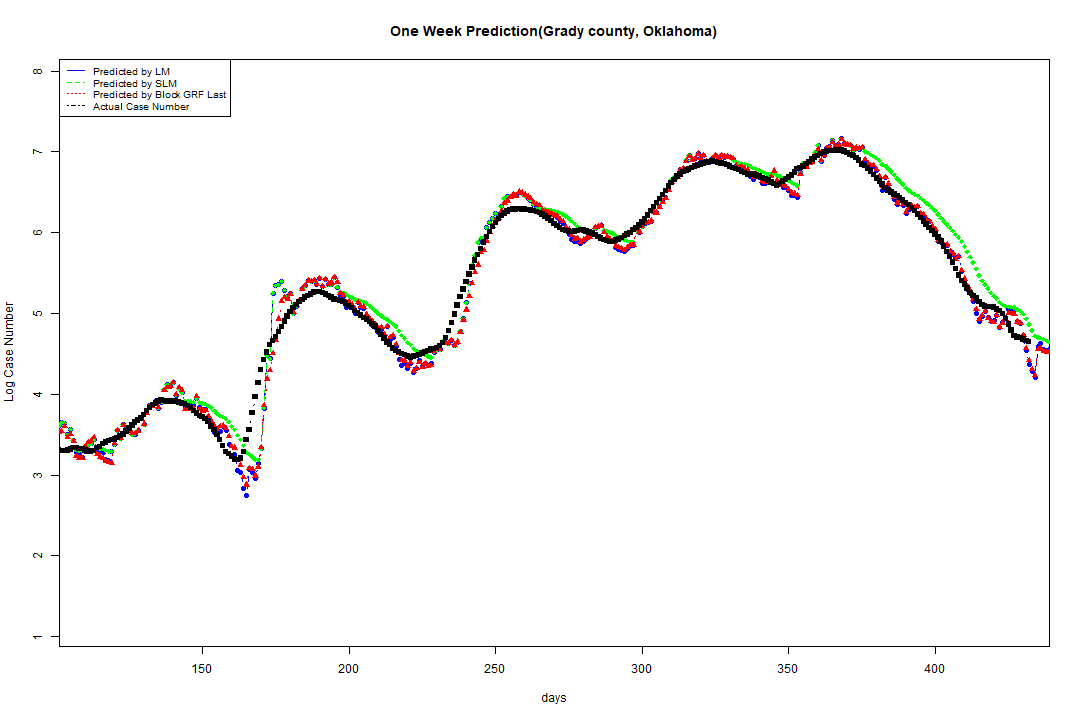 One Week Prediction(Grady county, Oklahoma)
Predicted by LM
Predicted by SLM
Predicted by Block GRF Last
Actual Case Number
8
7
6
5
4
3
2
1
Log Case Number
150 200 250 300 350 400
days